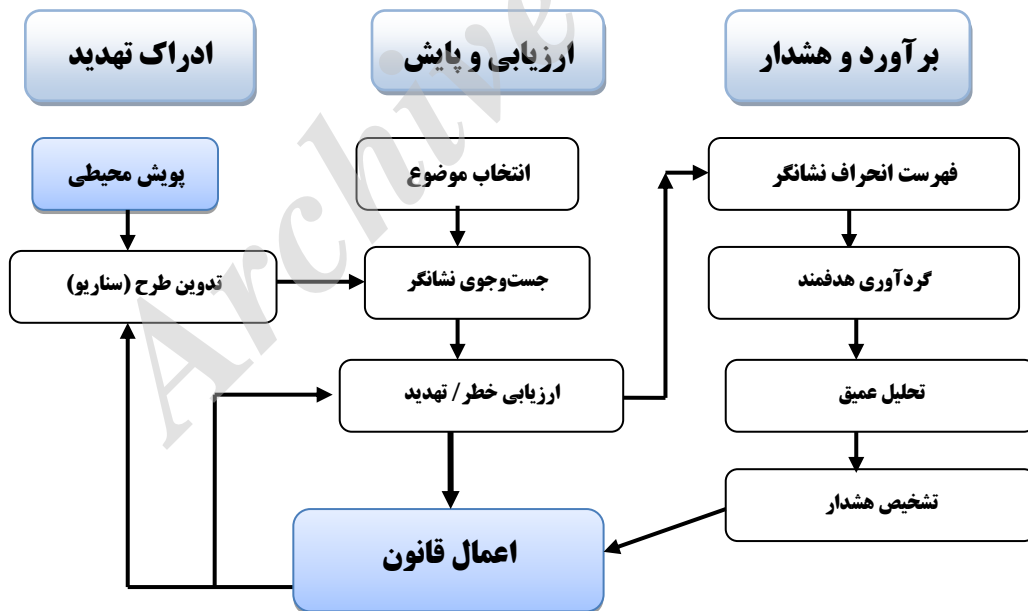 ادراک تهدید
ارزیابی و پایش
برآورد و هشدار
پویش محیطی
انتخاب موضوع
فهرست انحراف نشانگر
تدوین طرح (سناریو)
جست‌وجوی نشانگر
گردآوری هدفمند
ارزیابی خطر / تهدید
تحلیل عمیق
تشخیص هشدار
اعمال قانون
Archive